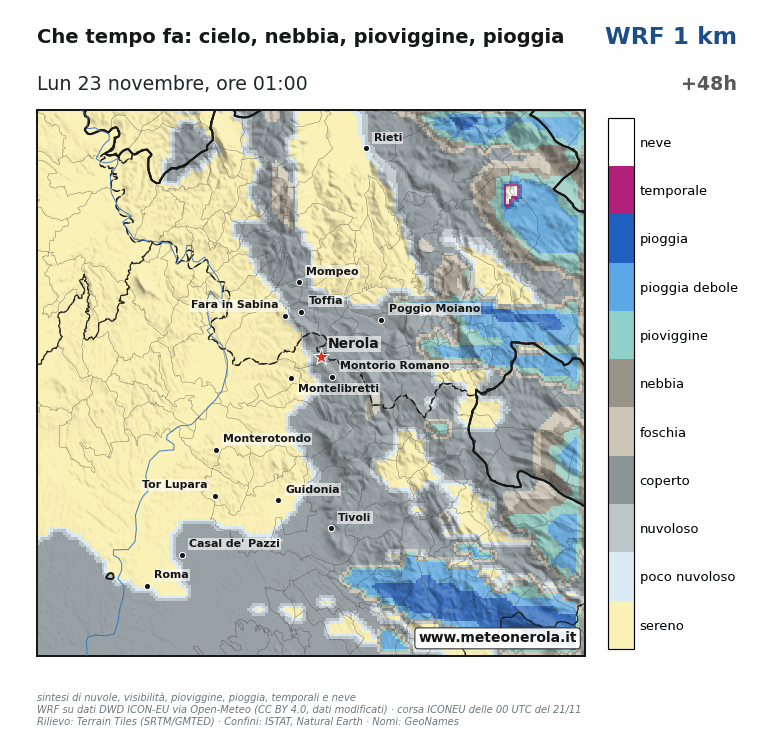 Che tempo fa: cielo, nebbia, pioviggine, pioggia
WRF 1 km
Lun 23 novembre, ore 01:00
+48h
Rieti
Mompeo
Fara in Sabina
Toffia
Poggio Moiano
Nerola
Montorio Romano
Montelibretti
Monterotondo
Tor Lupara
Guidonia
Tivoli
Casal de' Pazzi
Roma
www.meteonerola.it
neve
temporale
pioggia
pioggia debole
pioviggine
nebbia
foschia
coperto
nuvoloso
poco nuvoloso
sereno
sintesi di nuvole, visibilità, pioviggine, pioggia, temporali e neve
WRF su dati DWD ICON-EU via Open-Meteo (CC BY 4.0, dati modificati) · corsa ICONEU delle 00 UTC del 21/11
Rilievo: Terrain Tiles (SRTM/GMTED) · Confini: ISTAT, Natural Earth · Nomi: GeoNames